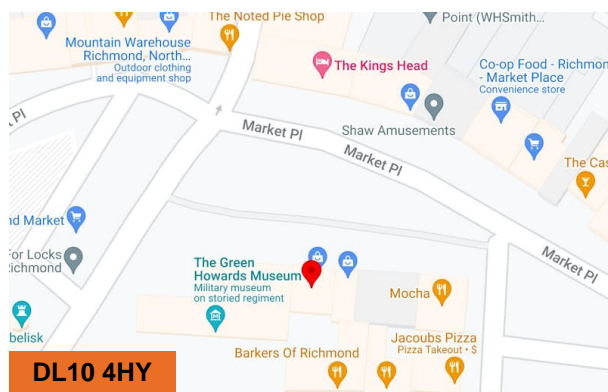 The Noted Pie Shop
Point (WHSmith...
Mountain Warehouse
Richmond, North...
Outdoor clothing
and equipment shop
The Kings Head
Co-op Food - Richmo
- Market Place
Convenience store
Pl
Market Pl
Shaw Amusements
Market Pl
The Cas
nd Market
Market Pl
For Locks
Richmond
The Green
Howards Museum
Military museum
on storied regiment
Mocha
belisk
Jacoubs Pizza
Pizza Takeout • $
Barkers Of Richmond
DL10 4HY